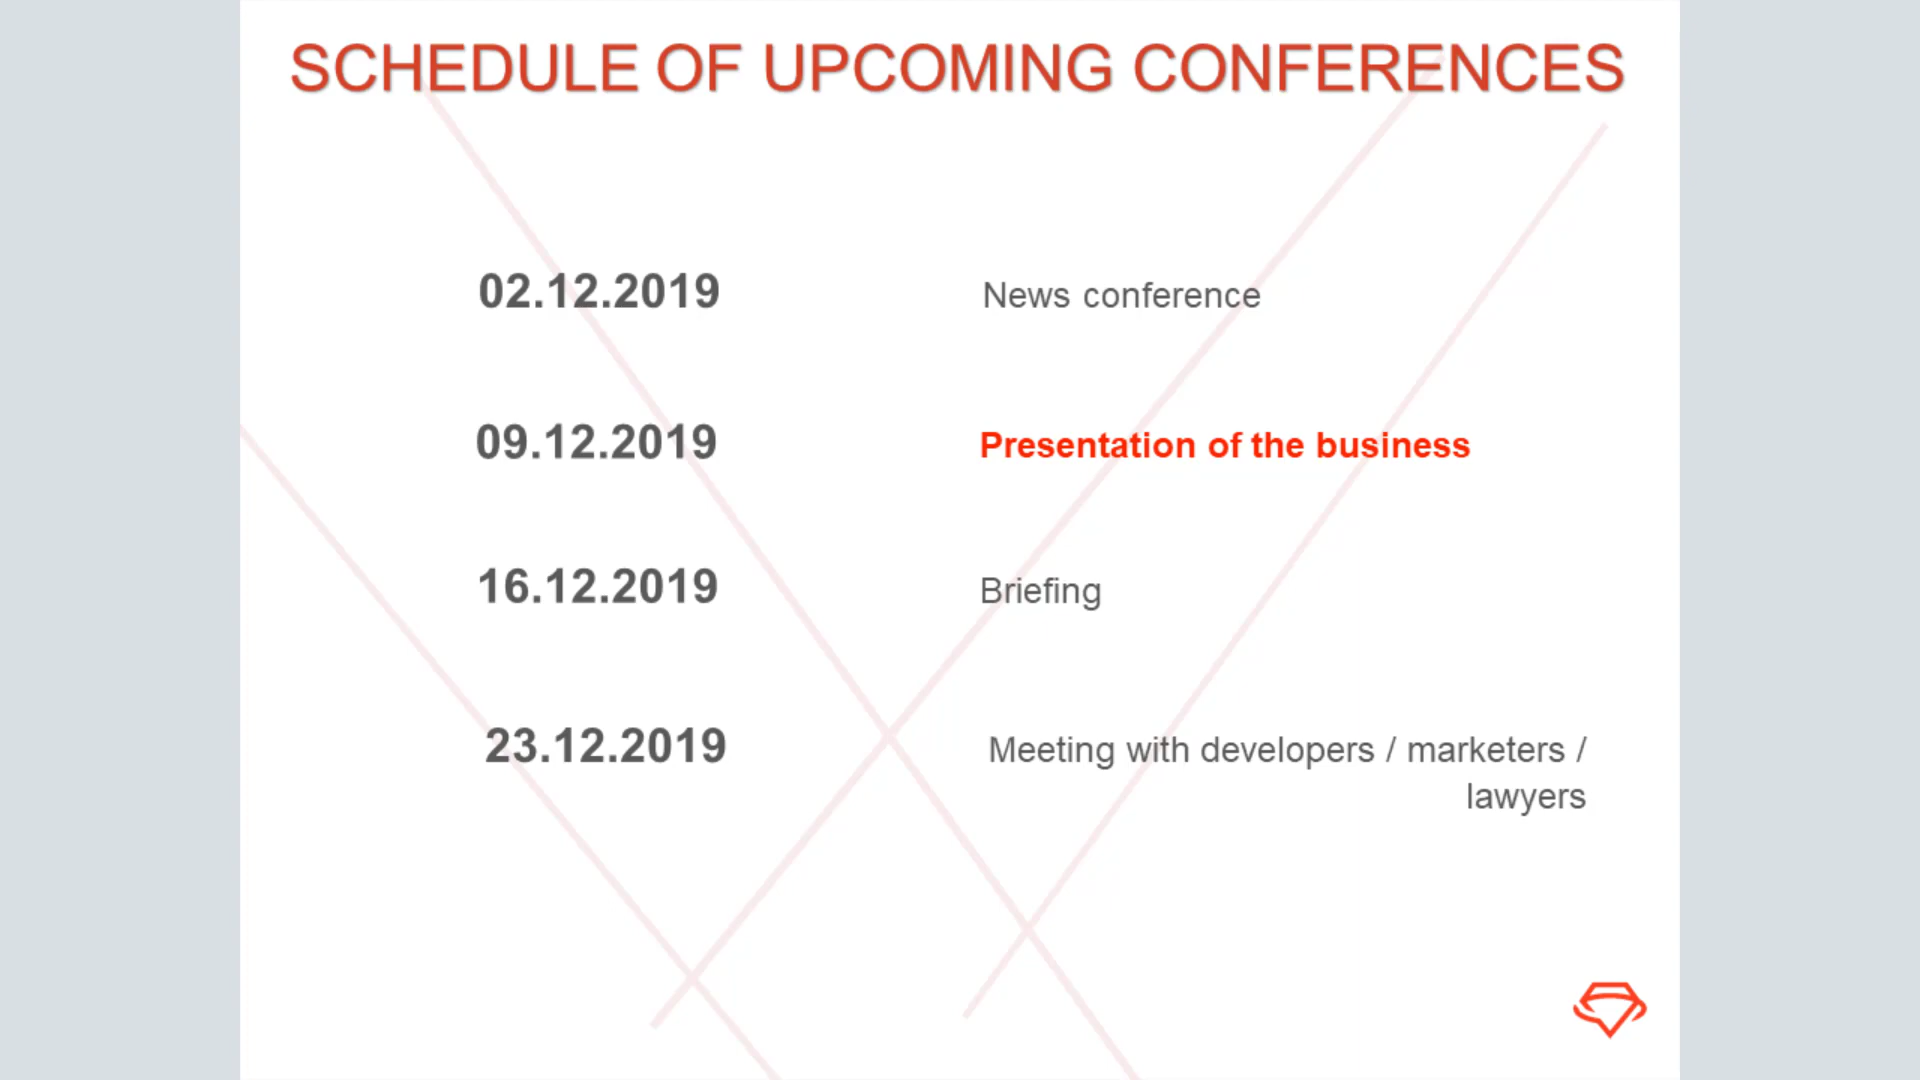 SCHEDULE OF UPCOMING CONFERENCES
02.12.2019 News conference
09.12.2019 Presentation of the business
16.12.2019 Briefing
23.12.2019 Meeting with developers / marketers /
lawyers